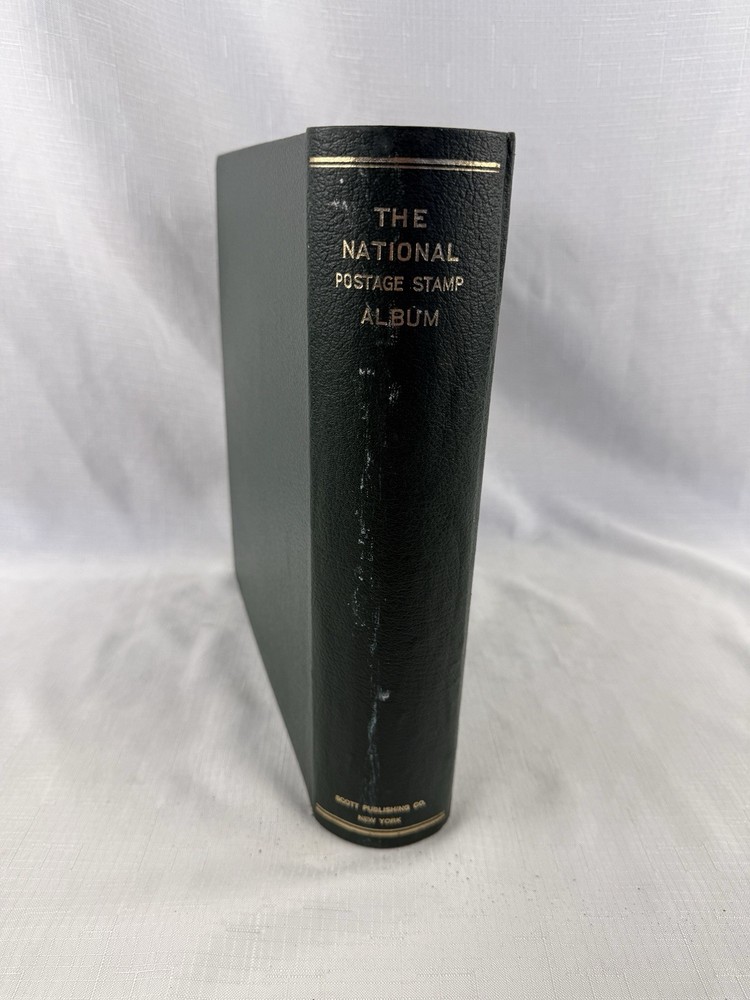 THE
NATIONAL
POSTAGE STAMP
ALBUM
SCOTT PUBLISHING CO.
NEW YORK